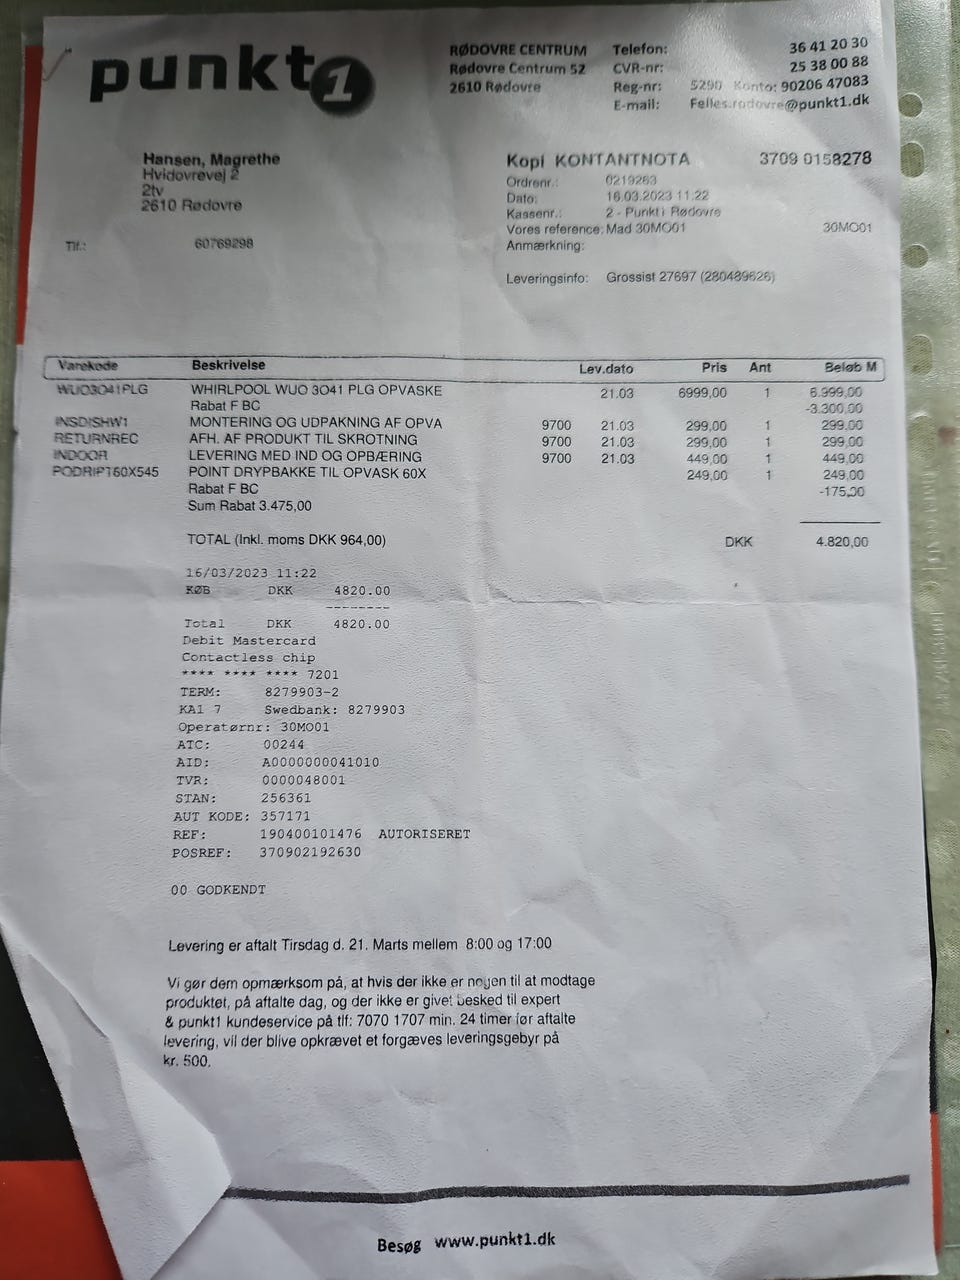 punkt1
RØDOVRE CENTRUM
Rødovre Centrum 52
2610 Rødovre
Telefon: 36 41 20 30
CVR-nr: 25 38 00 88
Reg-nr: 5290 Konto: 90206 47083
E-mail: Felles.rodovre@punkt1.dk
Hansen, Magrethe
Hvidovrevej 2
2tv
2610 Rødovre
Tlf.: 60769298
Kopi KONTANTNOTA 3709 0158278
Ordrenr.: 0219263
Dato: 16.03.2023 11:22
Kassenr.: 2 - Punkt1 Rødovre
Vores reference: Mad 30MO01 30MO01
Anmærkning:
Leveringsinfo: Grossist 27697 (280489626)
Varekode Beskrivelse Lev.dato Pris Ant Beløb M
WUO3O41PLG WHIRLPOOL WUO 3O41 PLG OPVASKE 21.03 6999,00 1 6.999,00
Rabat F BC -3.300,00
INSDISHW1 MONTERING OG UDPAKNING AF OPVA 9700 21.03 299,00 1 299,00
RETURNREC AFH. AF PRODUKT TIL SKROTNING 9700 21.03 299,00 1 299,00
INDOOR LEVERING MED IND OG OPBÆRING 9700 21.03 449,00 1 449,00
PODRIPT60X545 POINT DRYPBAKKE TIL OPVASK 60X 249,00 1 249,00
Rabat F BC -175,00
Sum Rabat 3.475,00
TOTAL (Inkl. moms DKK 964,00) DKK 4.820,00
16/03/2023 11:22
KØB DKK 4820.00
--------
Total DKK 4820.00
Debit Mastercard
Contactless chip
**** **** **** 7201
TERM: 8279903-2
KA1 7 Swedbank: 8279903
Operatørnr: 30MO01
ATC: 00244
AID: A0000000041010
TVR: 0000048001
STAN: 256361
AUT KODE: 357171
REF: 190400101476 AUTORISERET
POSREF: 370902192630
00 GODKENDT
Levering er aftalt Tirsdag d. 21. Marts mellem 8:00 og 17:00
Vi gør dem opmærksom på, at hvis der ikke er nogen til at modtage
produktet, på aftalte dag, og der ikke er givet besked til expert
& punkt1 kundeservice på tlf: 7070 1707 min. 24 timer før aftalte
levering, vil der blive opkrævet et forgæves leveringsgebyr på
kr. 500.
Besøg www.punkt1.dk